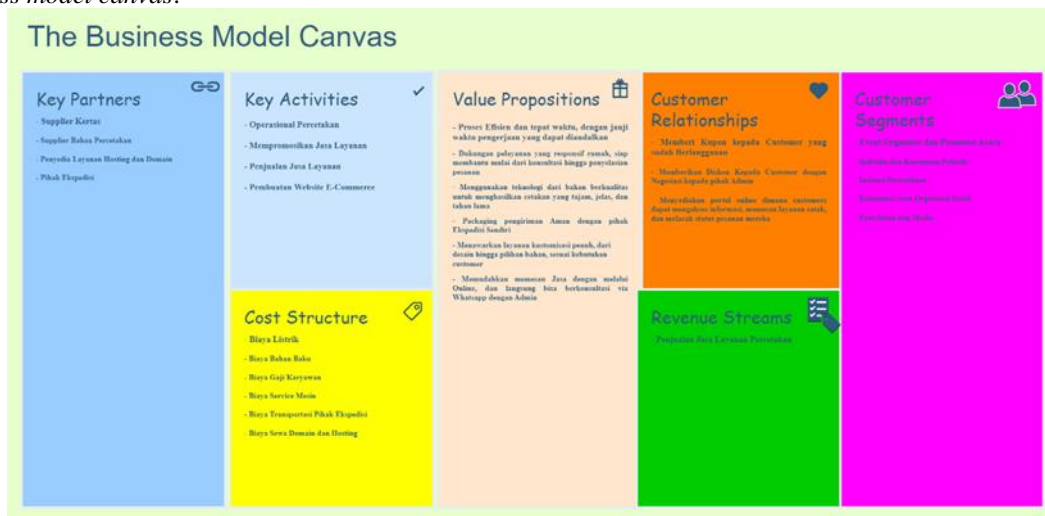 ss model canvas.
The Business Model Canvas
Key Partners
- Supplier Kertas
- Supplier Bahan Percetakan
- Penyedia Layanan Hosting dan Domain
- Pihak Ekspedisi
Key Activities
- Operasional Percetakan
- Mempromosikan Jasa Layanan
- Penjualan Jasa Layanan
- Pembuatan Website E-Commerce
Cost Structure
- Biaya Listrik
- Biaya Bahan Baku
- Biaya Gaji Karyawan
- Biaya Service Mesin
- Biaya Transportasi Pihak Ekspedisi
- Biaya Sewa Domain dan Hosting
Value Propositions
- Proses Efisien dan tepat waktu, dengan janji
waktu pengerjaan yang dapat diandalkan
- Dukungan pelayanan yang responsif ramah, siap
membantu mulai dari konsultasi hingga penyelesian
pesanan
- Menggunakan teknologi dari bahan berkualitas
untuk menghasilkan cetakan yang tajam, jelas, dan
tahan lama
- Packaging pengiriman Aman dengan pihak
Ekspedisi Sendiri
- Menawarkan layanan kustomisasi penuh, dari
desain hingga pilihan bahan, sesuai kebutuhan
customer
- Memudahkan memesan Jasa dengan melalui
Online, dan langsung bisa berkonsultasi via
Whatsapp dengan Admin
Customer
Relationships
- Memberi Kupon kepada Customer yang
sudah Berlangganan
- Memberikan Diskon Kepada Customer dengan
Negosiasi kepada pihak Admin
- Menyediakan portal online dimana customers
dapat mengakses informasi, memesan layanan cetak,
dan melacak status pesanan mereka
Revenue Streams
- Penjualan Jasa Layanan Percetakan
Customer
Segments
- Event Organizer dan Promotor Acara
- Individu dan Konsumen Pribadi
- Institusi Pendidikan
- Komunitas dan Organisasi Sosial
- Penerbitan dan Media